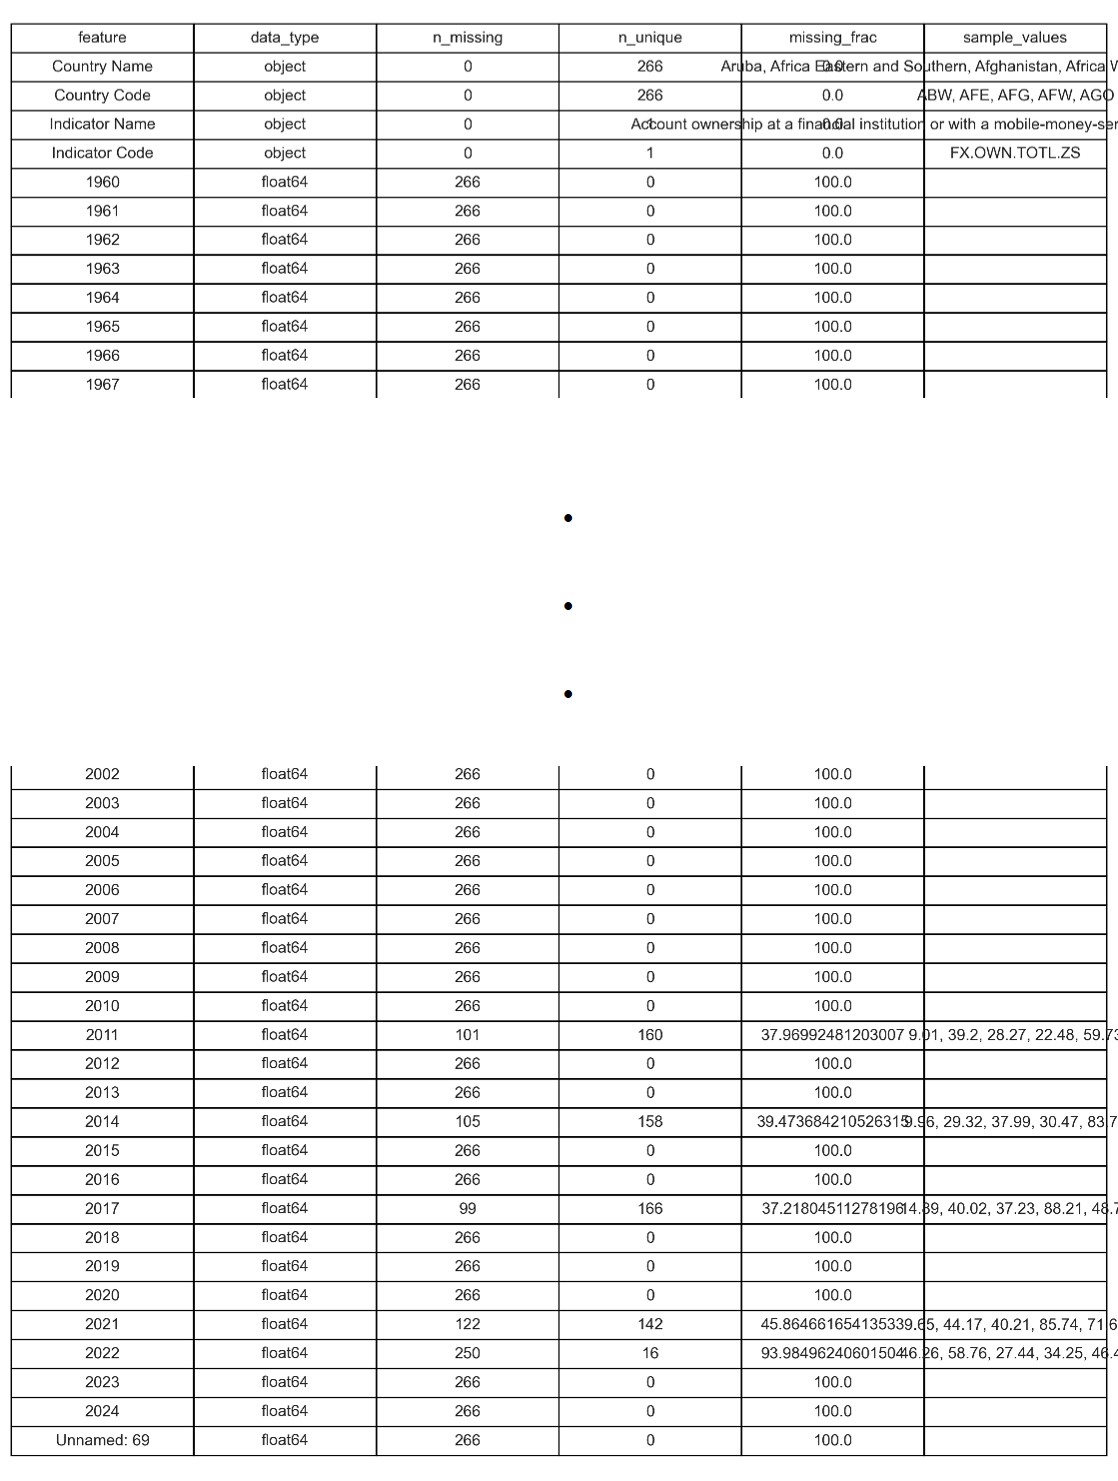 feature data_type n_missing n_unique missing_frac sample_values
Country Name object 0 266 0.0 Aruba, Africa Eastern and Southern, Afghanistan, Africa
Country Code object 0 266 0.0 ABW, AFE, AFG, AFW, AGO
Indicator Name object 0 1 0.0 Account ownership at a financial institution or with a mobile-money-ser
Indicator Code object 0 1 0.0 FX.OWN.TOTL.ZS
1960 float64 266 0 100.0
1961 float64 266 0 100.0
1962 float64 266 0 100.0
1963 float64 266 0 100.0
1964 float64 266 0 100.0
1965 float64 266 0 100.0
1966 float64 266 0 100.0
1967 float64 266 0 100.0
2002 float64 266 0 100.0
2003 float64 266 0 100.0
2004 float64 266 0 100.0
2005 float64 266 0 100.0
2006 float64 266 0 100.0
2007 float64 266 0 100.0
2008 float64 266 0 100.0
2009 float64 266 0 100.0
2010 float64 266 0 100.0
2011 float64 101 160 37.96992481203007 9.01, 39.2, 28.27, 22.48, 59.73
2012 float64 266 0 100.0
2013 float64 266 0 100.0
2014 float64 105 158 39.473684210526315 9.96, 29.32, 37.99, 30.47, 83.7
2015 float64 266 0 100.0
2016 float64 266 0 100.0
2017 float64 99 166 37.21804511278196 14.89, 40.02, 37.23, 88.21, 48.7
2018 float64 266 0 100.0
2019 float64 266 0 100.0
2020 float64 266 0 100.0
2021 float64 122 142 45.86466165413533 9.65, 44.17, 40.21, 85.74, 71.6
2022 float64 250 16 93.98496240601504 46.26, 58.76, 27.44, 34.25, 46.4
2023 float64 266 0 100.0
2024 float64 266 0 100.0
Unnamed: 69 float64 266 0 100.0